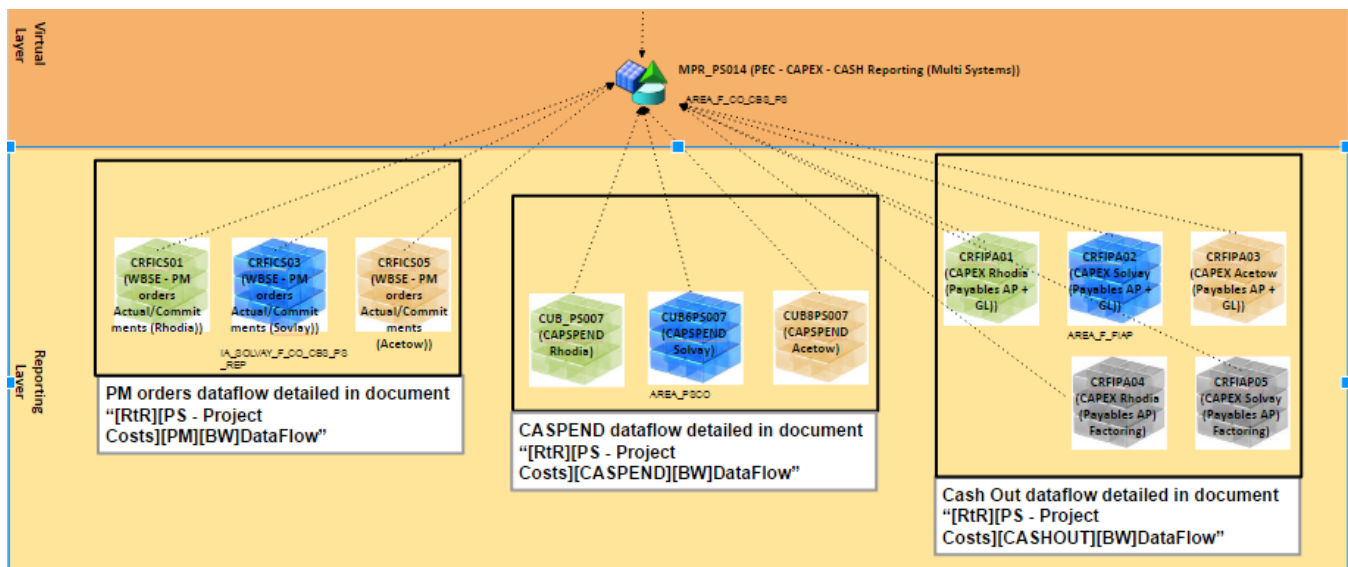 Virtual
Layer
MPR_PS014 (PEC - CAPEX - CASH Reporting (Multi Systems))
AREA_F_CO_CBS_PS
Reporting
Layer
CRFICS01
(WBSE - PM
orders
Actual/Commit
ments (Rhodia))
CRFICS03
(WBSE - PM
orders
Actual/Commit
ments (Sovlay))
CRFICS05
(WBSE - PM
orders
Actual/Commit
ments
(Acetow))
IA_SOLVAY_F_CO_CBS_PS
_REP
PM orders dataflow detailed in document
“[RtR][PS - Project
Costs][PM][BW]DataFlow”
CUB_PS007
(CAPSPEND
Rhodia)
CUB6PS007
(CAPSPEND
Solvay)
CUB8PS007
(CAPSPEND
Acetow)
AREA_PSCO
CASPEND dataflow detailed in document
“[RtR][PS - Project
Costs][CASPEND][BW]DataFlow”
CRFIPA01
(CAPEX Rhodia
(Payables AP +
GL))
CRFIPA02
(CAPEX Solvay
(Payables AP +
GL))
CRFIPA03
(CAPEX Acetow
(Payables AP +
GL))
AREA_F_FIAP
CRFIPA04
(CAPEX Rhodia
(Payables AP)
Factoring)
CRFIAP05
(CAPEX Solvay
(Payables AP)
Factoring)
Cash Out dataflow detailed in document
“[RtR][PS - Project
Costs][CASHOUT][BW]DataFlow”